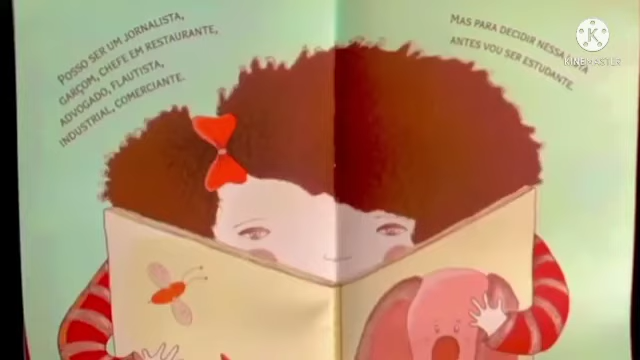 POSSO SER UM JORNALISTA,
GARÇOM, CHEFE EM RESTAURANTE,
ADVOGADO, FLAUTISTA,
INDUSTRIAL, COMERCIANTE.
MAS PARA DECIDIR NESSA
ANTES VOU SER ESTUDANTE.
K
KINEMASTER